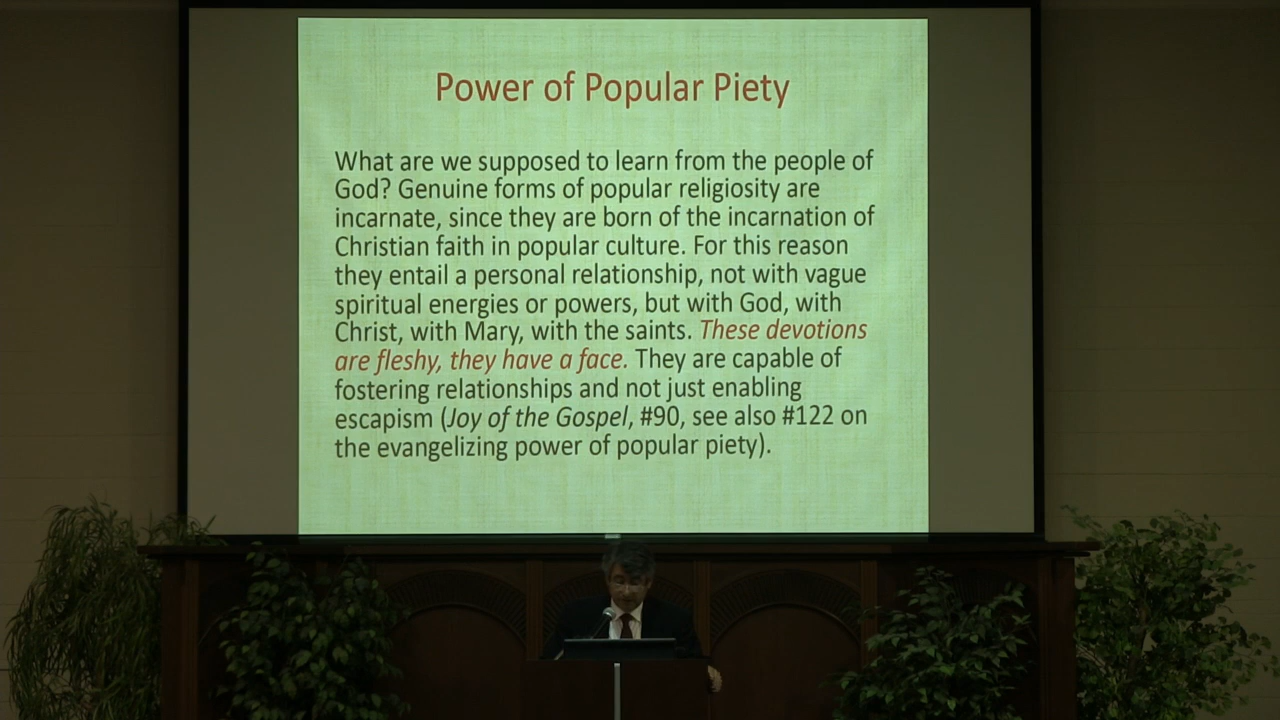 Power of Popular Piety
What are we supposed to learn from the people of
God? Genuine forms of popular religiosity are
incarnate, since they are born of the incarnation of
Christian faith in popular culture. For this reason
they entail a personal relationship, not with vague
spiritual energies or powers, but with God, with
Christ, with Mary, with the saints. These devotions
are fleshy, they have a face. They are capable of
fostering relationships and not just enabling
escapism (Joy of the Gospel, #90, see also #122 on
the evangelizing power of popular piety).